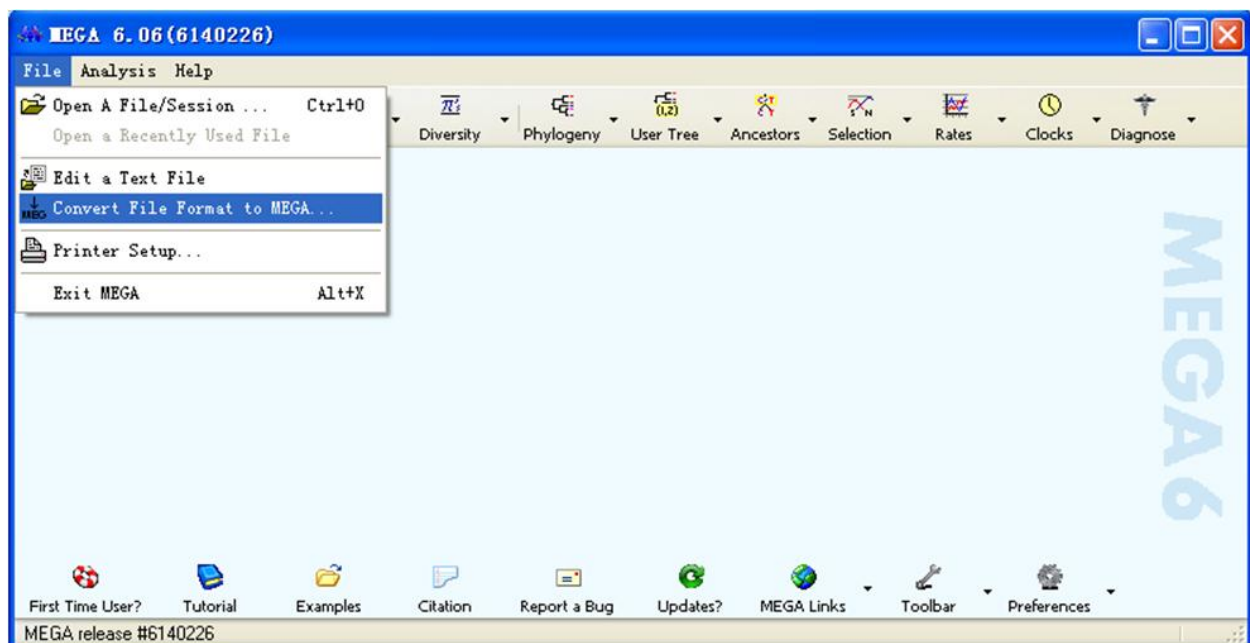 MEGA 6.06(6140226)
File Analysis Help
Open A File/Session ... Ctrl+O
Open a Recently Used File
Edit a Text File
MEG Convert File Format to MEGA...
Printer Setup...
Exit MEGA Alt+X
Diversity Phylogeny User Tree Ancestors Selection Rates Clocks Diagnose
MEGA6
First Time User? Tutorial Examples Citation Report a Bug Updates? MEGA Links Toolbar Preferences
MEGA release #6140226